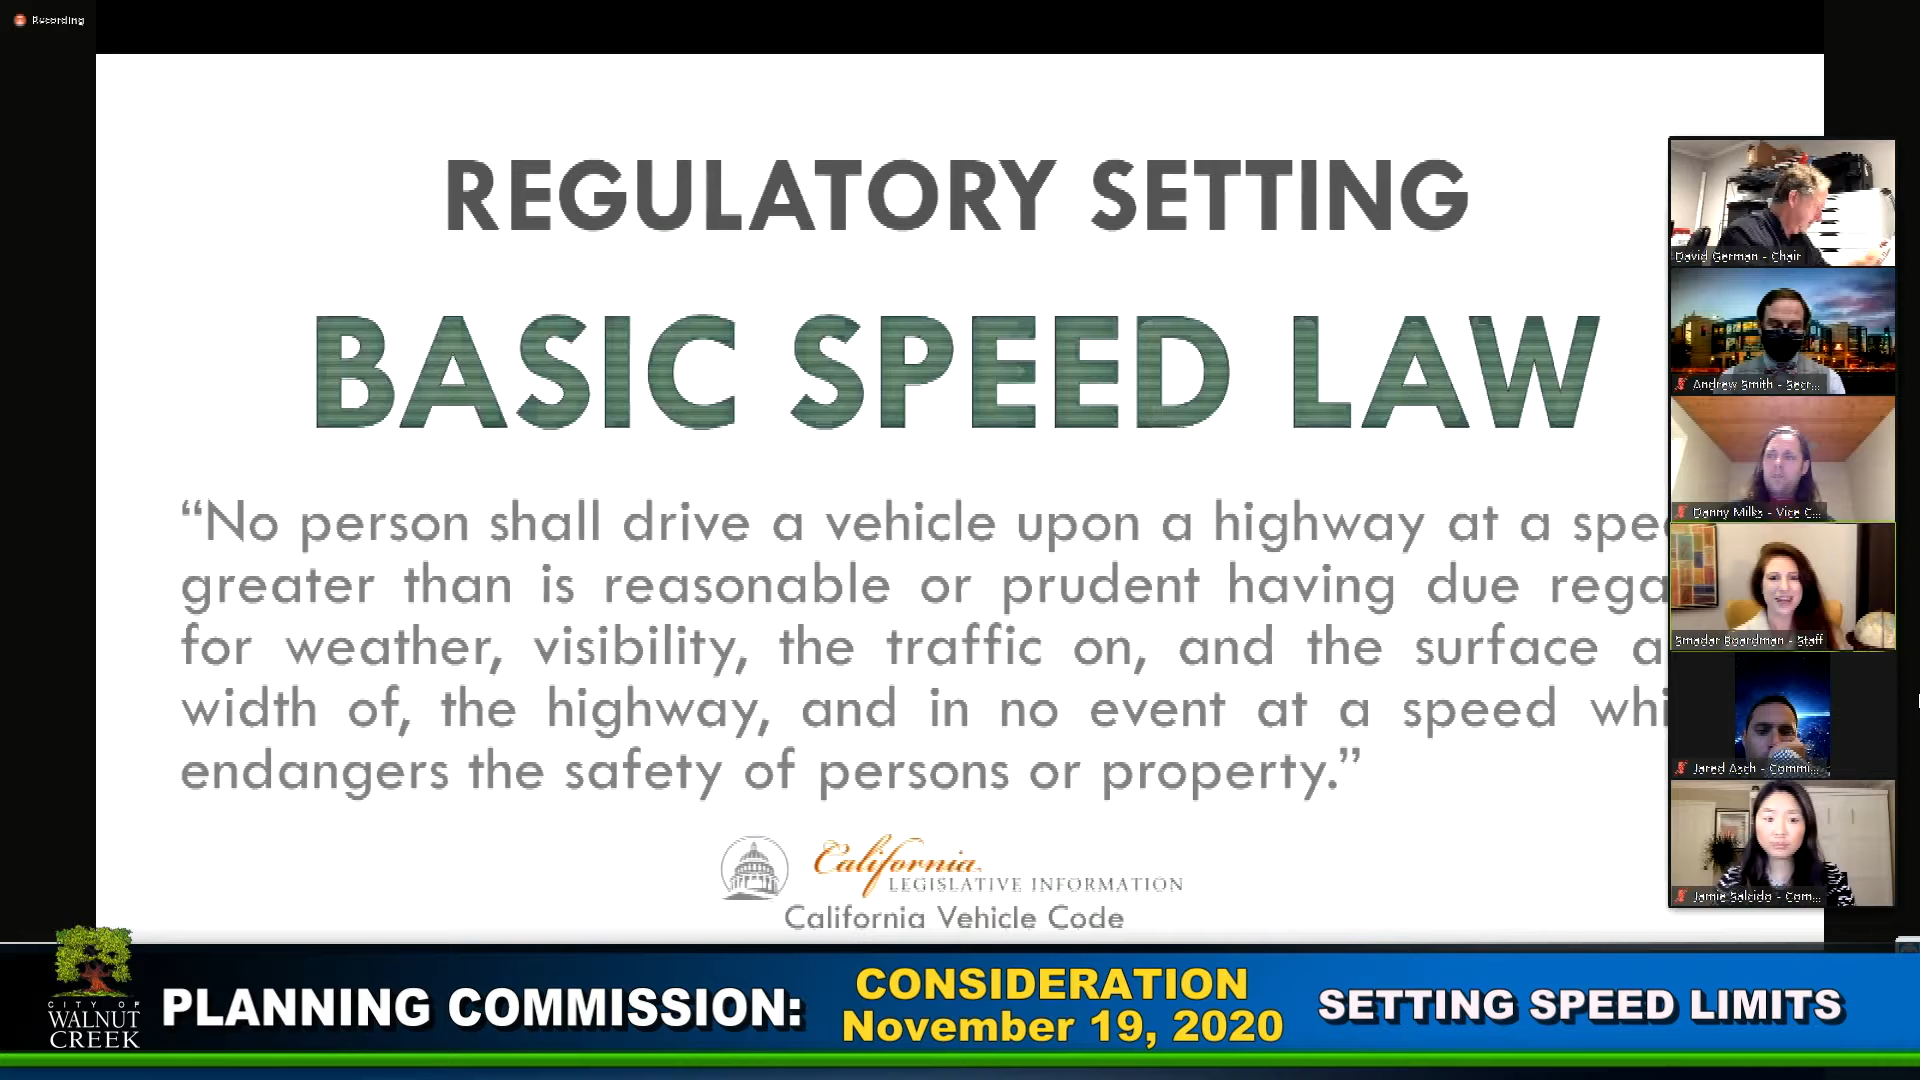 Recording
REGULATORY SETTING
BASIC SPEED LAW
“No person shall drive a vehicle upon a highway at a spe
greater than is reasonable or prudent having due rega
for weather, visibility, the traffic on, and the surface a
width of, the highway, and in no event at a speed whi
endangers the safety of persons or property.”
California
LEGISLATIVE INFORMATION
California Vehicle Code
David German - Chair
Andrew Smith - Secr...
Danny Milks - Vice C...
Smadar Boardman - Staff
Jared Asch - Commi...
Jamie Salcido - Com...
CITY OF
WALNUT
CREEK
PLANNING COMMISSION:
CONSIDERATION
November 19, 2020
SETTING SPEED LIMITS